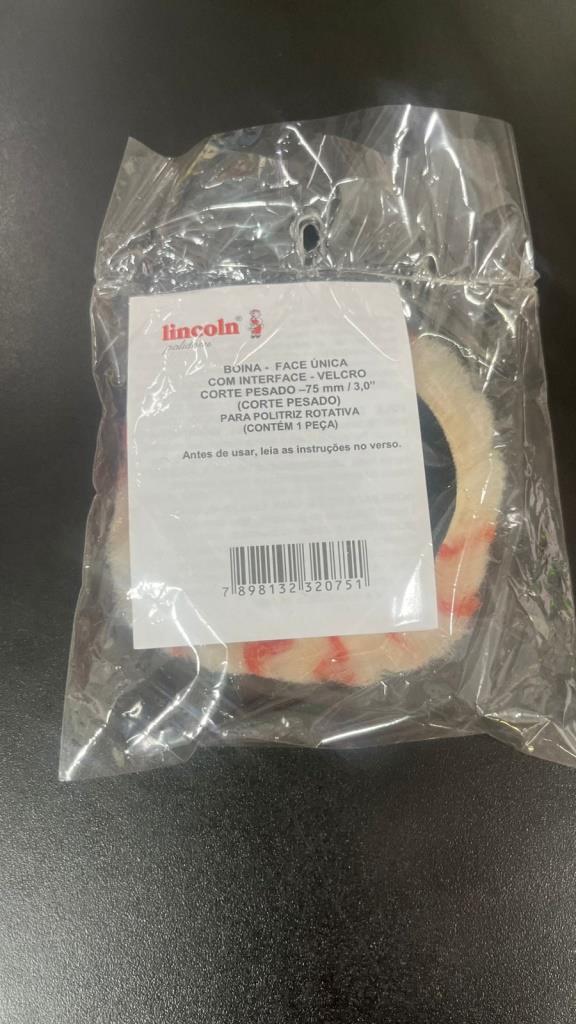 lincoln®
polidores
BOINA - FACE ÚNICA
COM INTERFACE - VELCRO
CORTE PESADO –75 mm / 3,0"
(CORTE PESADO)
PARA POLITRIZ ROTATIVA
(CONTÉM 1 PEÇA)
Antes de usar, leia as instruções no verso.
7 898132 320751